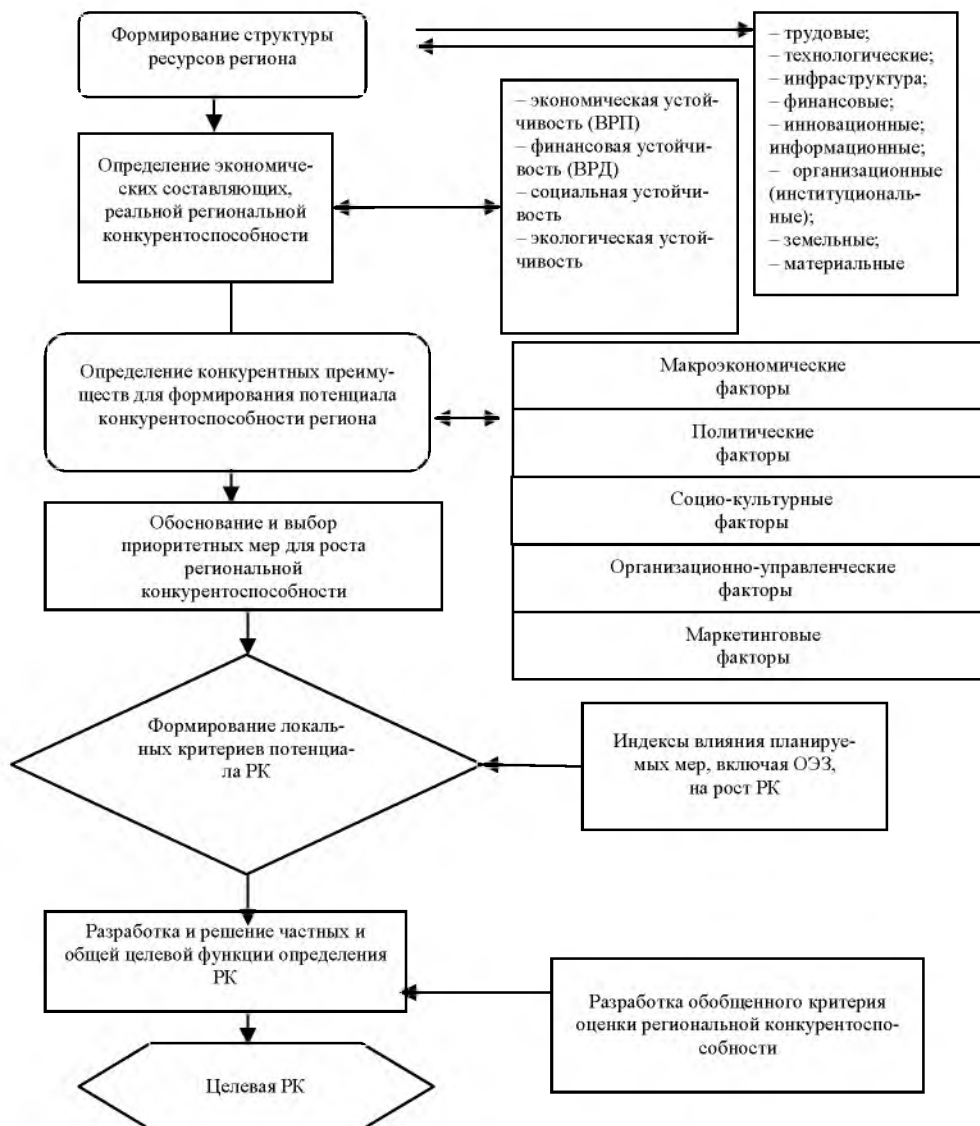 Формирование структуры
ресурсов региона
– трудовые;
– технологические;
– инфраструктура;
– финансовые;
– инновационные;
информационные;
– организационные
(институциональ-
ные);
– земельные;
– материальные
– экономическая устой-
чивость (ВРП)
– финансовая устойчи-
вость (ВРД)
– социальная устойчи-
вость
– экологическая устой-
чивость
Определение экономиче-
ских составляющих,
реальной региональной
конкурентоспособности
Определение конкурентных преиму-
ществ для формирования потенциала
конкурентоспособности региона
Макроэкономические
факторы
Политические
факторы
Социо-культурные
факторы
Организационно-управленческие
факторы
Маркетинговые
факторы
Обоснование и выбор
приоритетных мер для роста
региональной
конкурентоспособности
Формирование локаль-
ных критериев потенциа-
ла РК
Индексы влияния планируе-
мых мер, включая ОЭЗ,
на рост РК
Разработка и решение частных и
общей целевой функции определения
РК
Разработка обобщенного критерия
оценки региональной конкурентоспо-
собности
Целевая РК